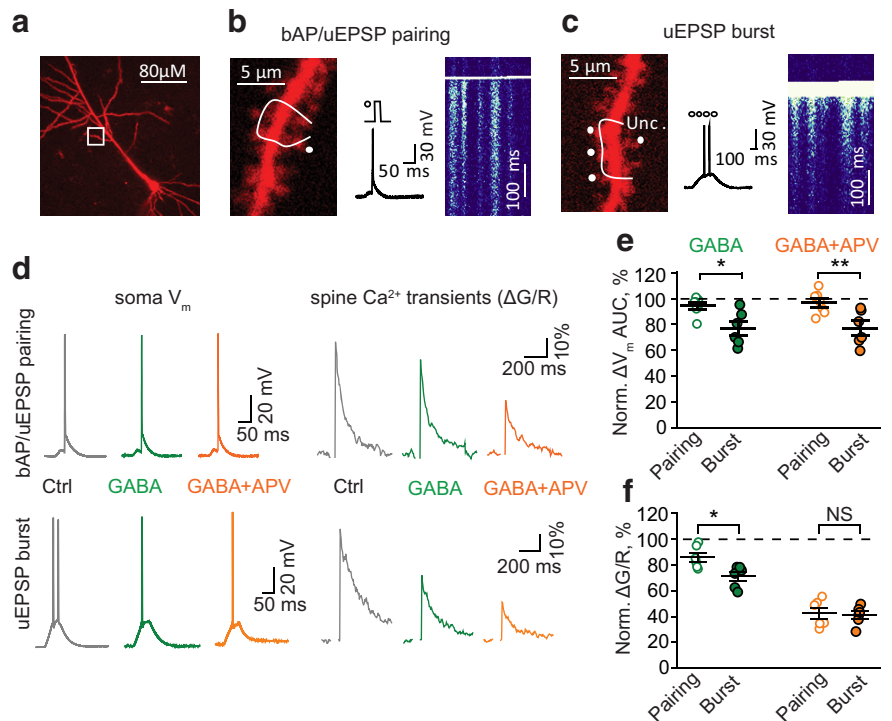 a
80µM
b
bAP/uEPSP pairing
5 µm
50 ms
30 mV
100 ms
c
uEPSP burst
5 µm
Unc.
100 ms
30 mV
100 ms
d
soma Vm
spine Ca2+ transients (ΔG/R)
bAP/uEPSP pairing
50 ms
20 mV
200 ms
10%
Ctrl
GABA
GABA+APV
Ctrl
GABA
GABA+APV
uEPSP burst
50 ms
20 mV
200 ms
10%
e
GABA
GABA+APV
*
**
Norm. ΔVm AUC, %
120
100
80
60
40
20
0
Pairing
Burst
Pairing
Burst
f
*
NS
Norm. ΔG/R, %
120
100
80
60
40
20
0
Pairing
Burst
Pairing
Burst